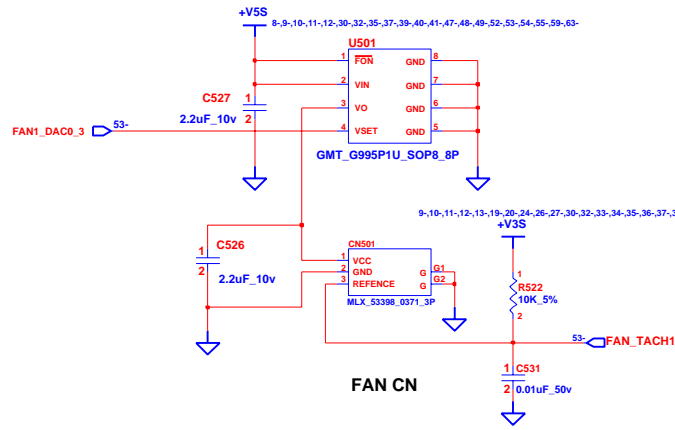 +V5S
8-,9-,10-,11-,12-,30-,32-,35-,37-,39-,40-,41-,47-,48-,49-,52-,53-,54-,55-,59-,63-
U501
1 FON GND 8
2 VIN GND 7
3 VO GND 6
4 VSET GND 5
GMT_G995P1U_SOP8_8P
C527
1
2
2.2uF_10v
FAN1_DAC0_3
53-
9-,10-,11-,12-,13-,19-,20-,24-,26-,27-,30-,32-,33-,34-,35-,36-,37-,3
+V3S
C526
1
2
2.2uF_10v
CN501
1 VCC
2 GND G G1
3 REFENCE G G2
MLX_53398_0371_3P
1
R522
10K_5%
2
53-
FAN_TACH1
C531
1
2
0.01uF_50v
FAN CN